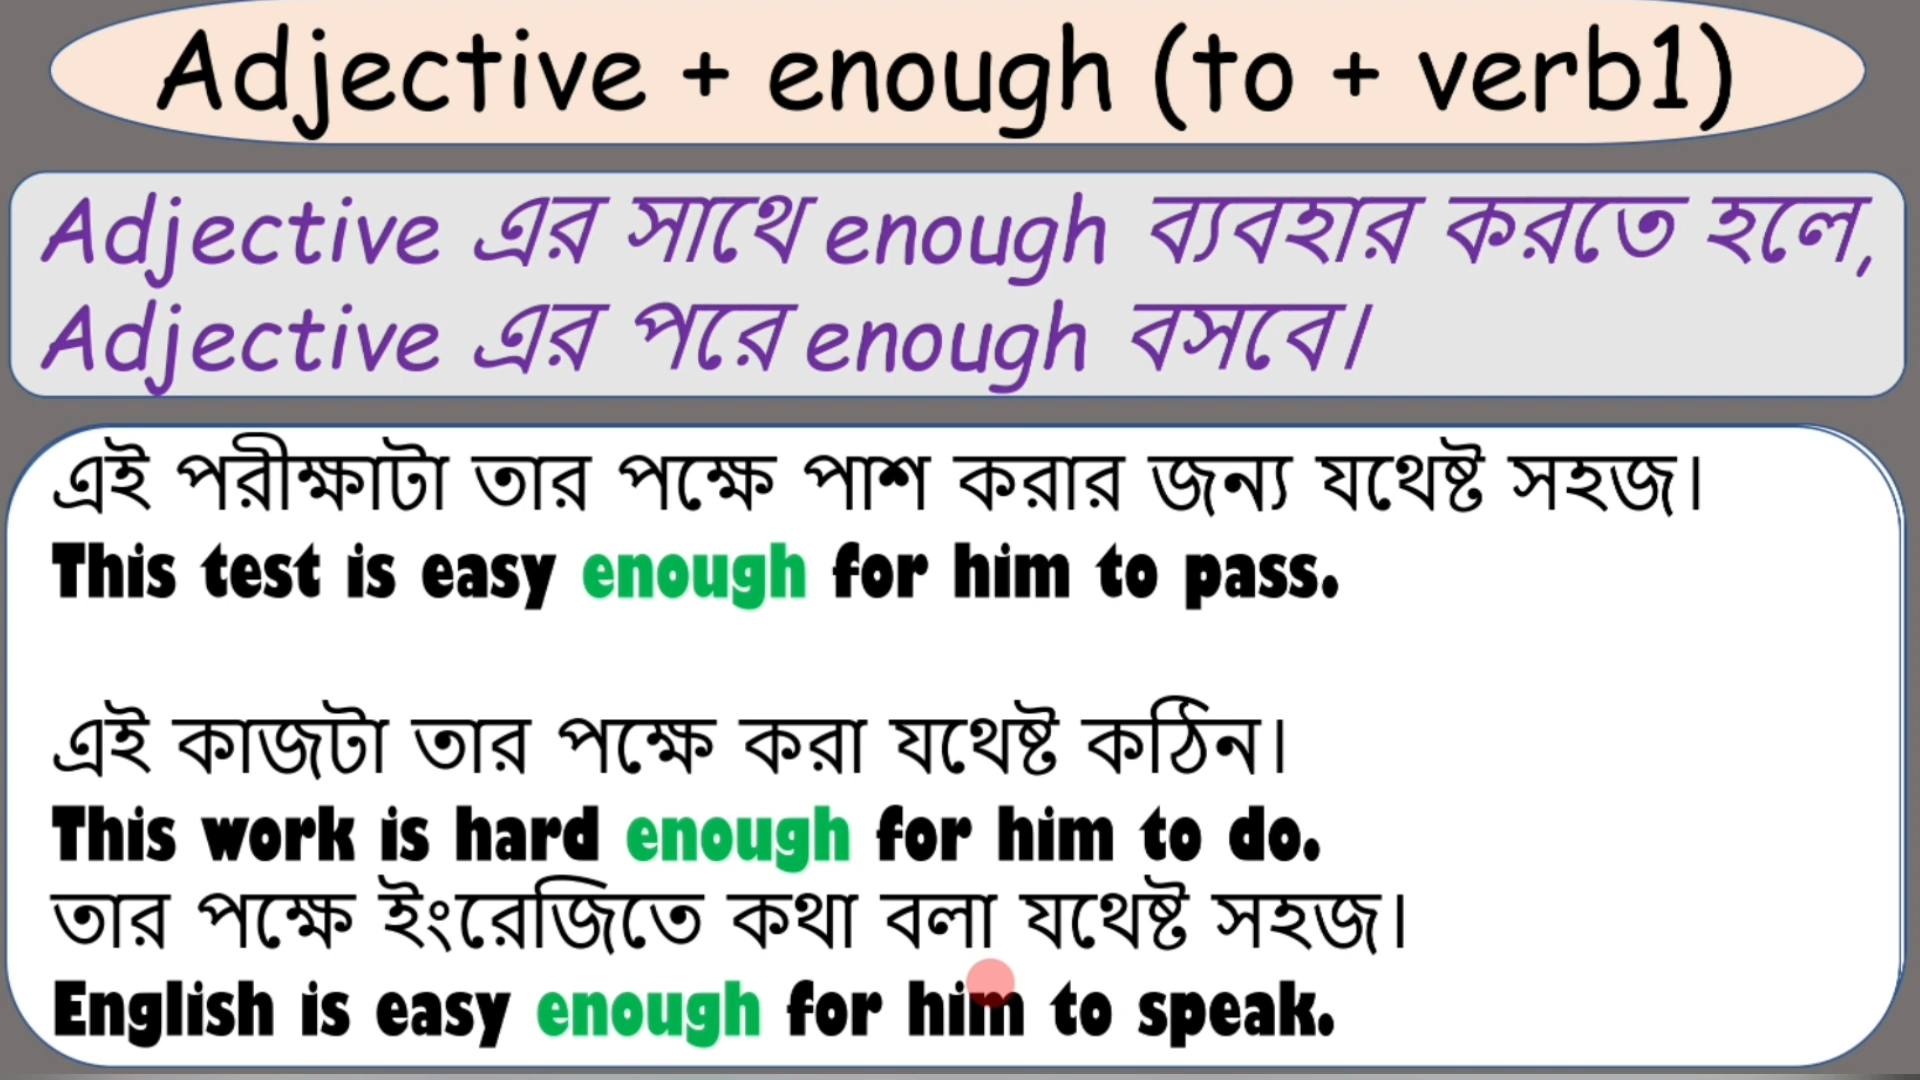 Adjective + enough (to + verb1)
Adjective এর সাথে enough ব্যবহার করতে হলে,
Adjective এর পরে enough বসবে।
এই পরীক্ষাটা তার পক্ষে পাশ করার জন্য যথেষ্ট সহজ।
This test is easy enough for him to pass.
এই কাজটা তার পক্ষে করা যথেষ্ট কঠিন।
This work is hard enough for him to do.
তার পক্ষে ইংরেজিতে কথা বলা যথেষ্ট সহজ।
English is easy enough for him to speak.